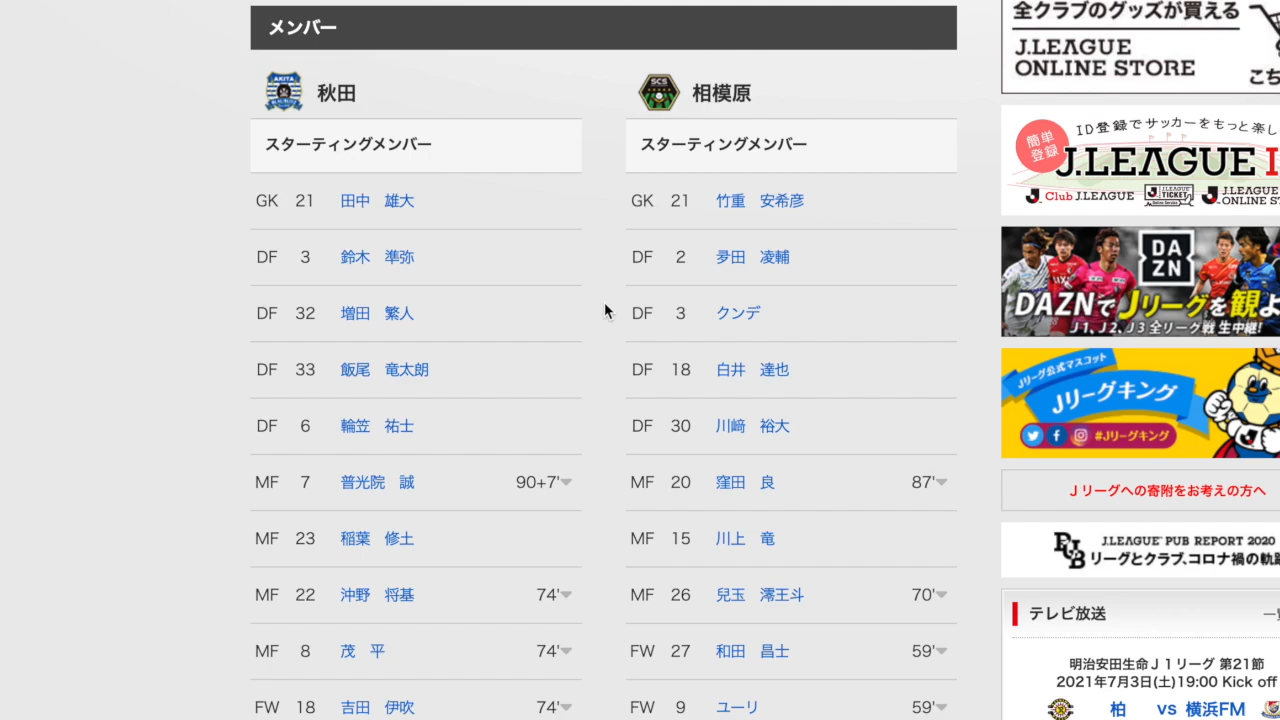 メンバー
秋田
スターティングメンバー
GK 21 田中 雄大
DF 3 鈴木 準弥
DF 32 増田 繁人
DF 33 飯尾 竜太朗
DF 6 輪笠 祐士
MF 7 普光院 誠 90+7'
MF 23 稲葉 修土
MF 22 沖野 将基 74'
MF 8 茂 平 74'
FW 18 吉田 伊吹 74'
相模原
スターティングメンバー
GK 21 竹重 安希彦
DF 2 夛田 凌輔
DF 3 クンデ
DF 18 白井 達也
DF 30 川﨑 裕大
MF 20 窪田 良 87'
MF 15 川上 竜
MF 26 兒玉 澪王斗 70'
FW 27 和田 昌士 59'
FW 9 ユーリ 59'
全クラブのグッズが買える
J.LEAGUE
ONLINE STORE
こち
簡単
登録
ID登録でサッカーをもっと楽し
J.LEAGUE I
Club J.LEAGUE
J.LEAGUE TICKET
J.LEAGUE
ONLINE S
DA
ZN
DAZNでJリーグを観よ
J1、J2、J3 全リーグ戦 生中継!
Jリーグ公式マスコット
Jリーグキング
#Jリーグキング
Jリーグへの寄附をお考えの方へ
PUB
J.LEAGUE PUB REPORT 2020
リーグとクラブ、コロナ禍の軌跡
テレビ放送
明治安田生命J1リーグ 第21節
2021年7月3日(土)19:00 Kick off
柏 vs 横浜FM